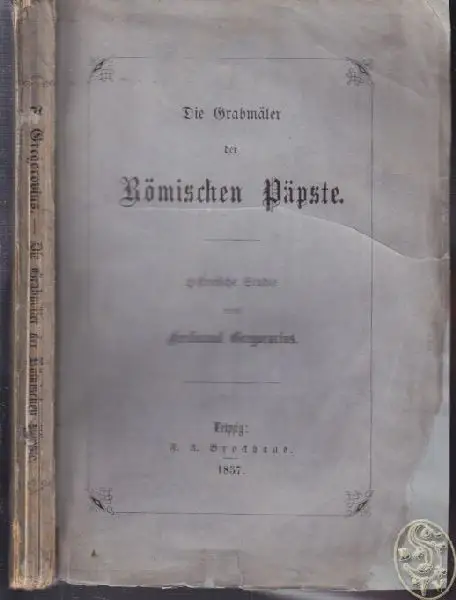 Die Grabmäler
der
Römischen Päpste.
Historische Studie
von
Ferdinand Gregorovius.
Leipzig:
F. A. Brockhaus.
1857.
F. Gregorovius. — Die Grabmäler der Römischen Päpste.